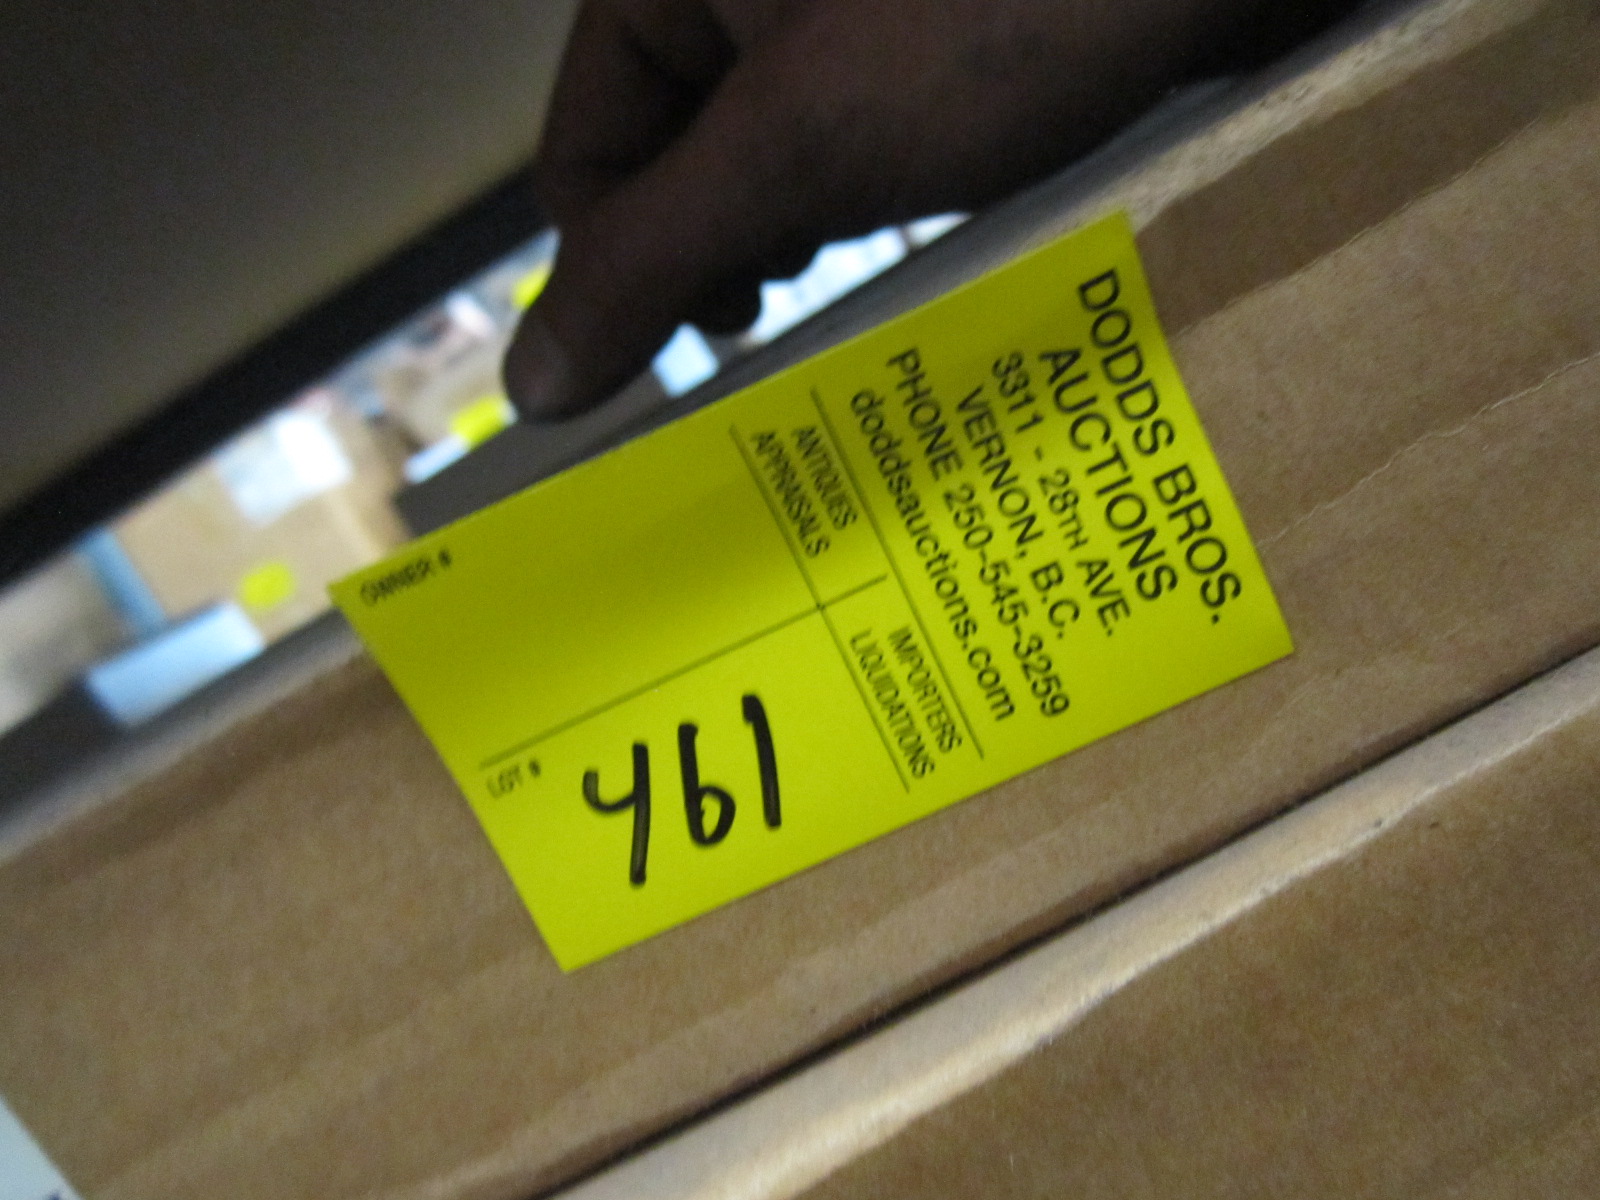 DODDS BROS.
AUCTIONS
3311 - 28TH AVE.
VERNON, B.C.
PHONE 250-545-3259
doddsauctions.com
ANTIQUES
APPRAISALS
IMPORTERS
LIQUIDATIONS
OWNER #
LOT #
461